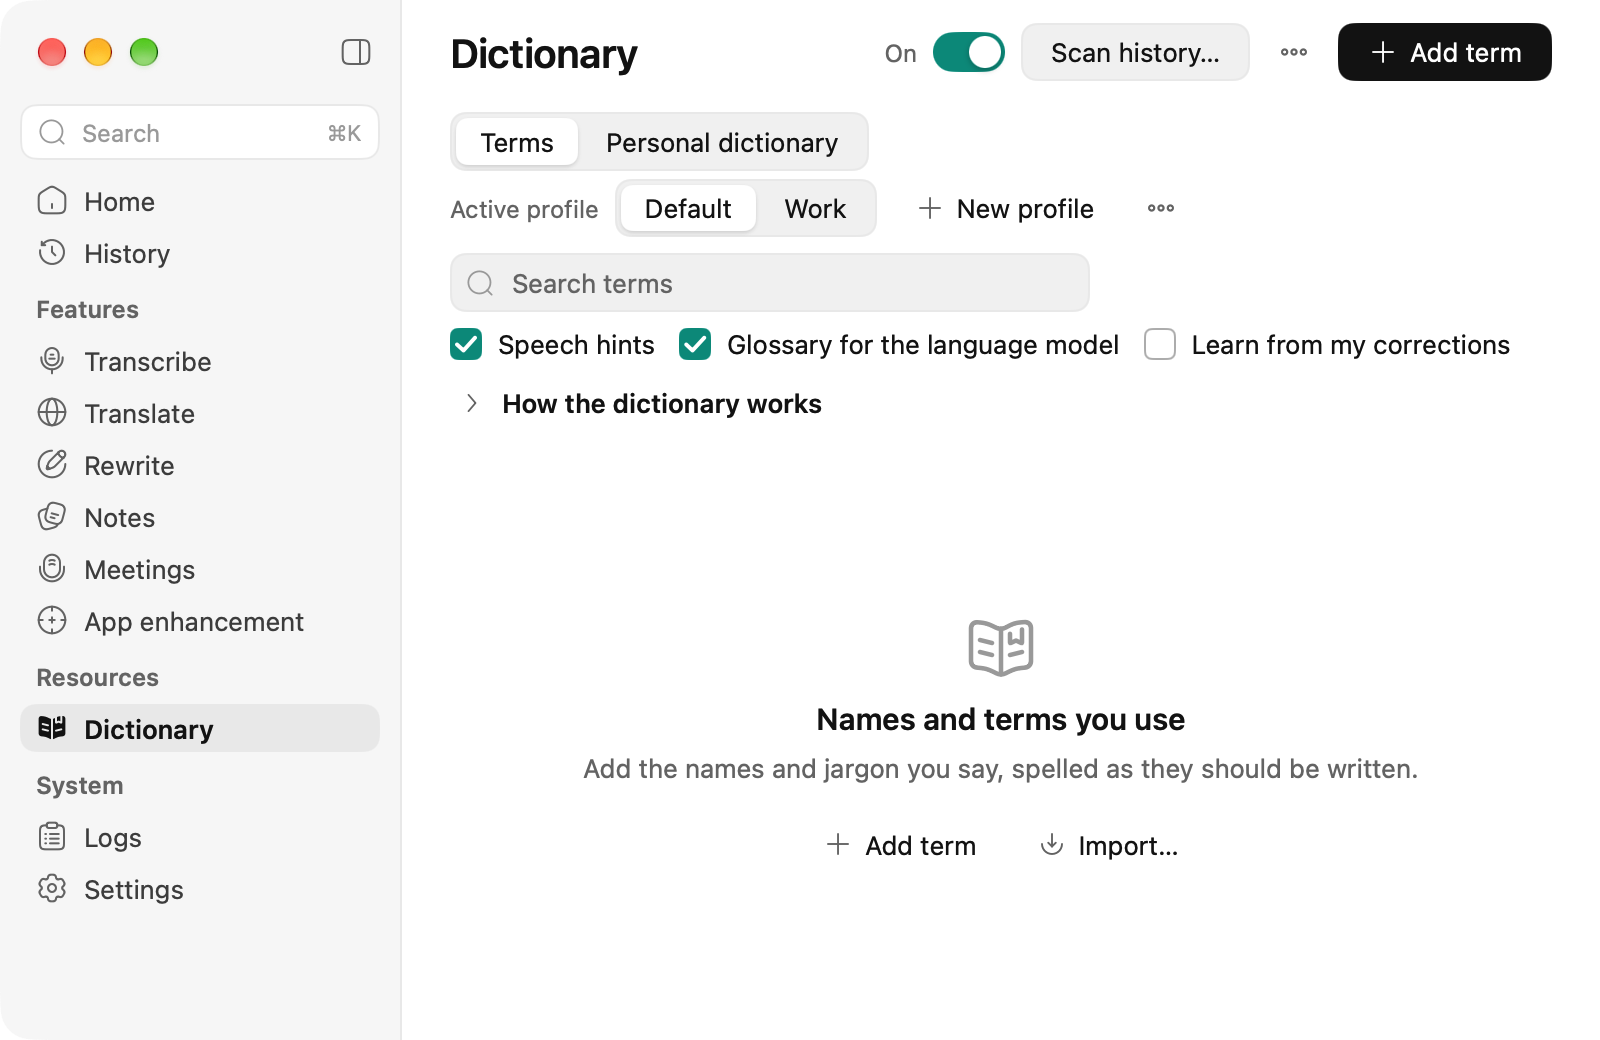 Dictionary
On
Scan history...
Add term
Search
⌘K
Home
History
Features
Transcribe
Translate
Rewrite
Notes
Meetings
App enhancement
Resources
Dictionary
System
Logs
Settings
Terms
Personal dictionary
Active profile
Default
Work
New profile
Search terms
Speech hints
Glossary for the language model
Learn from my corrections
How the dictionary works
Names and terms you use
Add the names and jargon you say, spelled as they should be written.
Add term
Import...